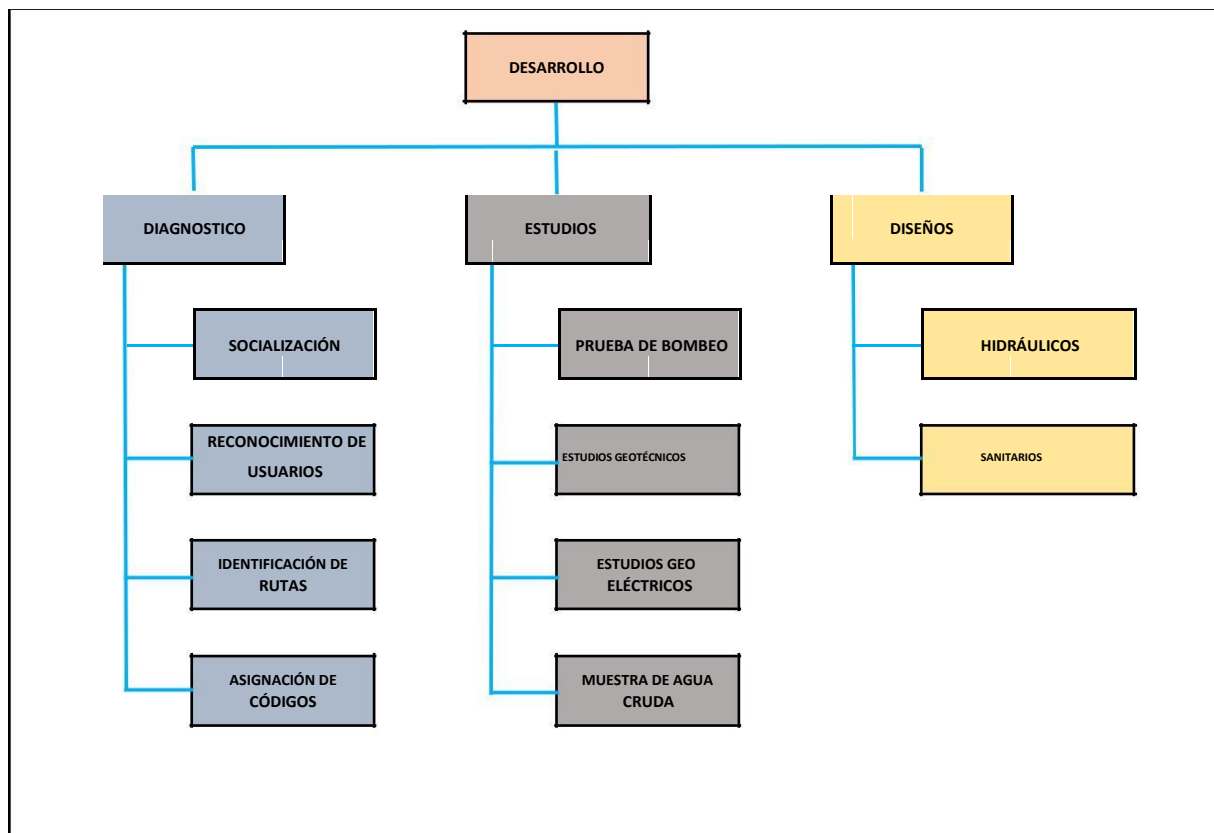 DESARROLLO
DIAGNOSTICO
ESTUDIOS
DISEÑOS
SOCIALIZACIÓN
PRUEBA DE BOMBEO
HIDRÁULICOS
RECONOCIMIENTO DE
USUARIOS
ESTUDIOS GEOTÉCNICOS
SANITARIOS
IDENTIFICACIÓN DE
RUTAS
ESTUDIOS GEO
ELÉCTRICOS
ASIGNACIÓN DE
CÓDIGOS
MUESTRA DE AGUA
CRUDA